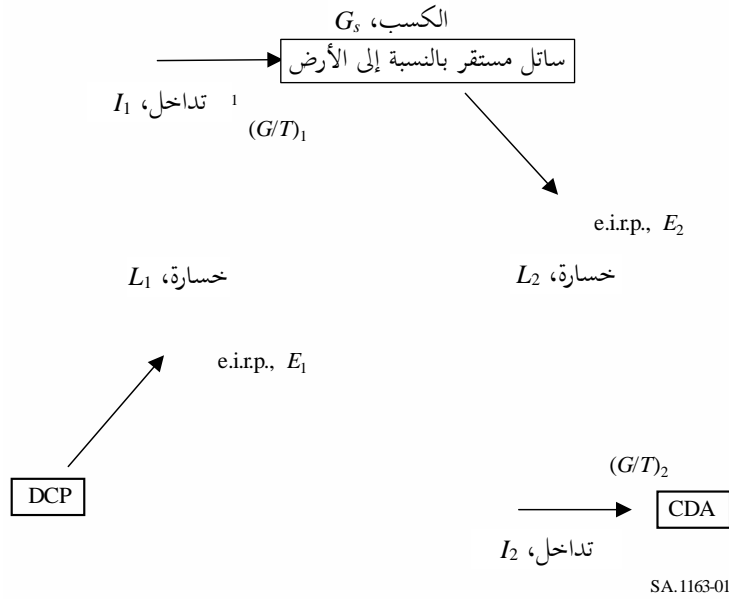 الكسب، Gₛ
ساتل مستقر بالنسبة إلى الأرض
تداخل، I₁
1
(G/T)₁
e.i.r.p., E₂
خسارة، L₁
خسارة، L₂
e.i.r.p., E₁
(G/T)₂
DCP
CDA
تداخل، I₂
SA.1163-01